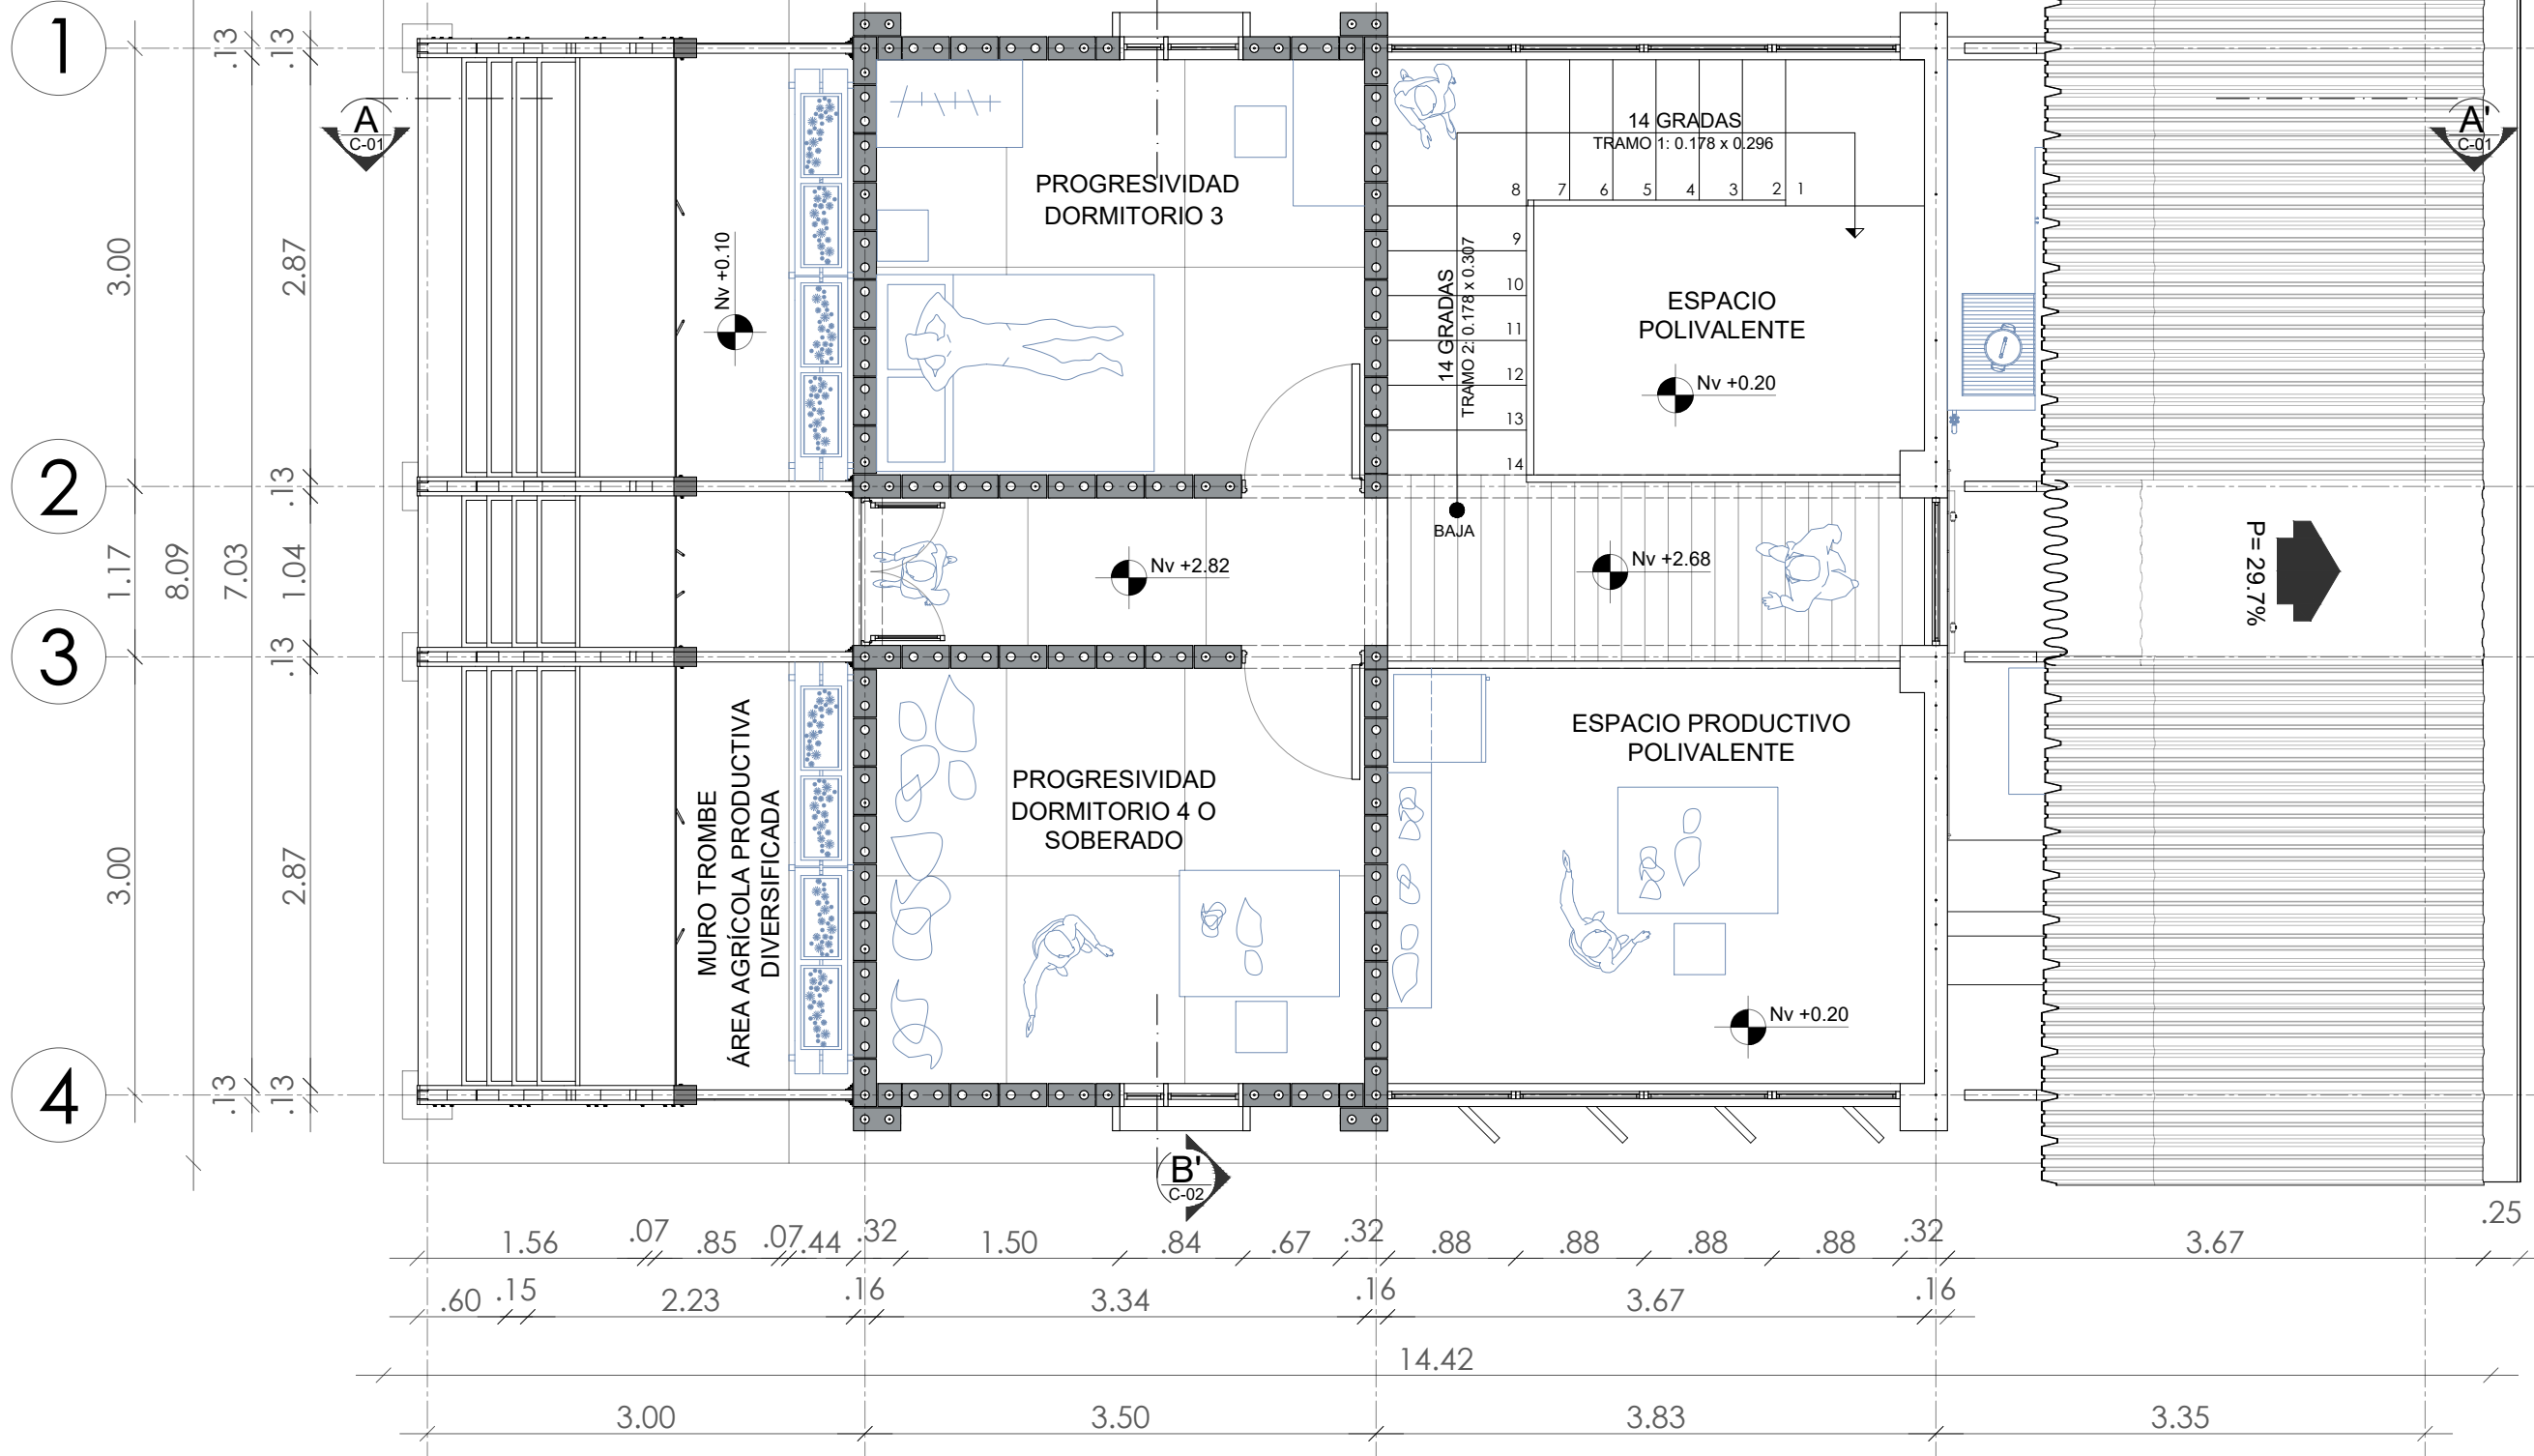 1
2
3
4
3.00
1.17
3.00
8.09
.13
7.03
.13
.13
2.87
.13
1.04
.13
2.87
.13
A
C-01
A'
C-01
Nv +0.10
PROGRESIVIDAD
DORMITORIO 3
14 GRADAS
TRAMO 1: 0.178 x 0.296
8
7
6
5
4
3
2
1
9
10
11
12
13
14
14 GRADAS
TRAMO 2: 0.178 x 0.307
ESPACIO
POLIVALENTE
Nv +0.20
BAJA
Nv +2.82
Nv +2.68
P= 29.7%
MURO TROMBE
ÁREA AGRÍCOLA PRODUCTIVA
DIVERSIFICADA
PROGRESIVIDAD
DORMITORIO 4 O
SOBERADO
ESPACIO PRODUCTIVO
POLIVALENTE
Nv +0.20
B'
C-02
1.56
.07
.85
.07
.44
.32
1.50
.84
.67
.32
.88
.88
.88
.88
.32
3.67
.25
.60
.15
2.23
.16
3.34
.16
3.67
.16
14.42
3.00
3.50
3.83
3.35